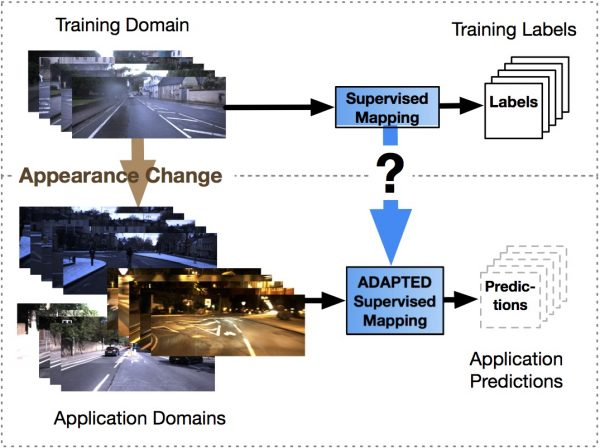 Training Domain
Training Labels
Supervised
Mapping
Labels
Appearance Change
?
ADAPTED
Supervised
Mapping
Predic-
tions
Application
Predictions
Application Domains